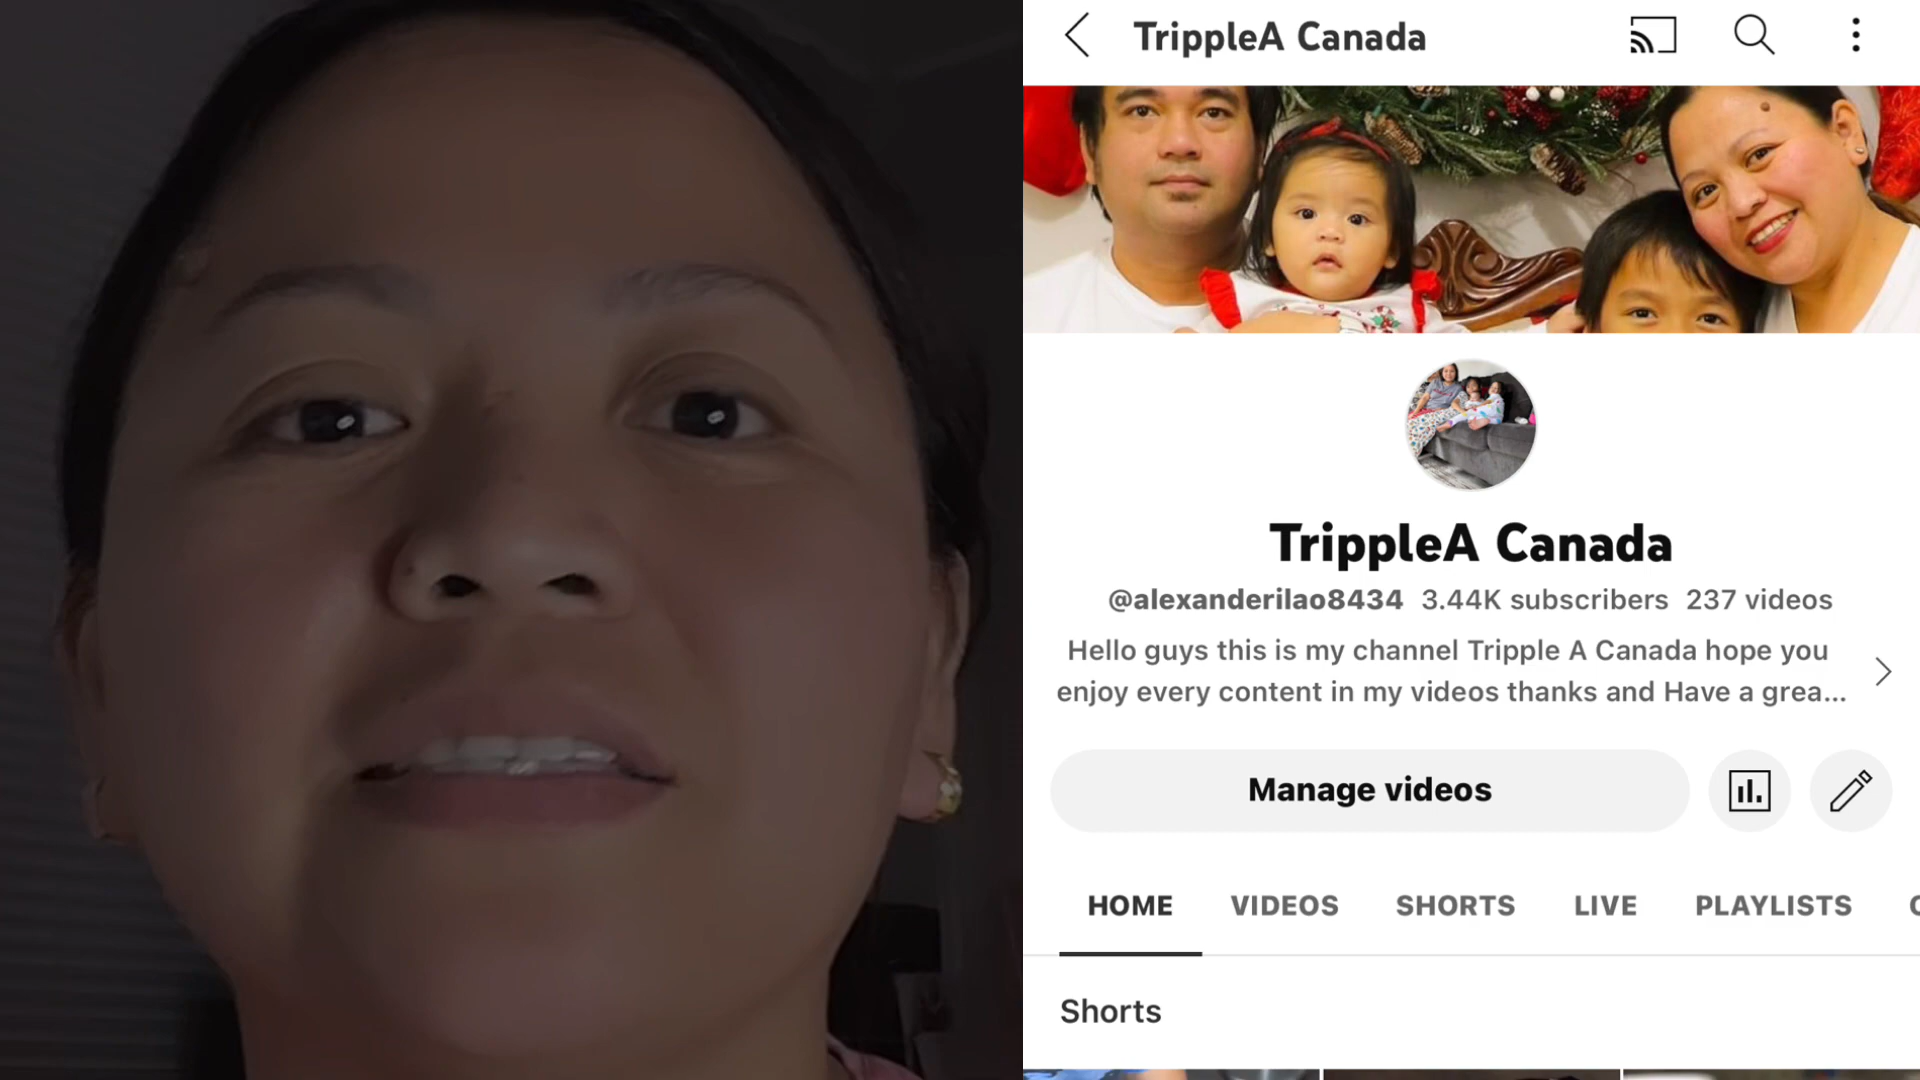 TrippleA Canada
TrippleA Canada
@alexanderilao8434 3.44K subscribers 237 videos
Hello guys this is my channel Tripple A Canada hope you
enjoy every content in my videos thanks and Have a grea...
Manage videos
HOME VIDEOS SHORTS LIVE PLAYLISTS
Shorts